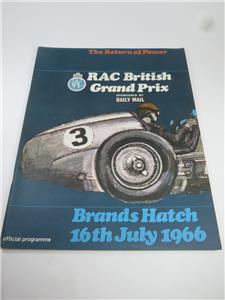 The Return of Power
RAC British
Grand Prix
SPONSORED BY
DAILY MAIL
3
Brands Hatch
16th July 1966
official programme